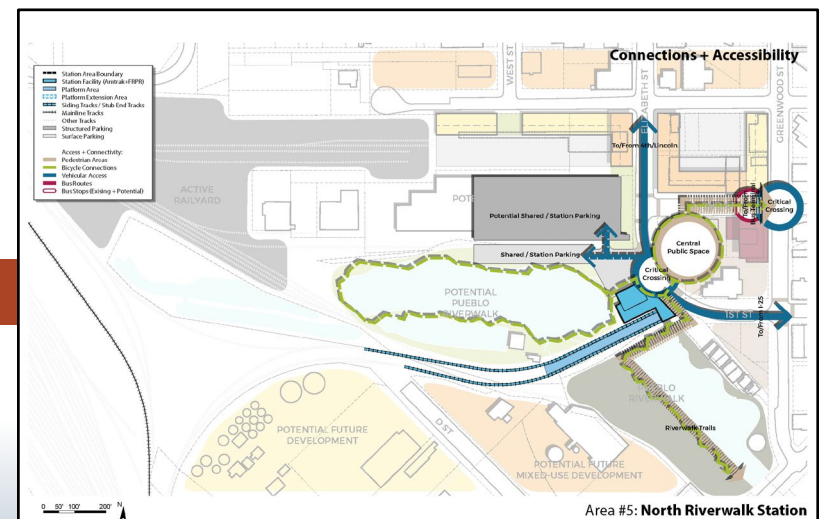 Connections + Accessibility
Station Area Boundary
Station Facility (Amtrak+FRPR)
Platform Area
Platform Extension Area
Siding Tracks / Stub End Tracks
Mainline Tracks
Other Tracks
Structured Parking
Surface Parking
Access + Connectivity:
Pedestrian Areas
Bicycle Connections
Vehicular Access
Bus Routes
Bus Stops (Exising + Potential)
WEST ST
ELIZABETH ST
GREENWOOD ST
To/From 4th/Lincoln
ACTIVE
RAILYARD
Potential Shared / Station Parking
Shared / Station Parking
Critical
Crossing
Central
Public Space
Critical
Crossing
POTENTIAL
PUEBLO
RIVERWALK
1ST ST
To/From I-25
PUEBLO
RIVERWALK
Riverwalk Trails
D ST
POTENTIAL FUTURE
DEVELOPMENT
POTENTIAL FUTURE
MIXED-USE DEVELOPMENT
0 50' 100' 200' N
Area #5: North Riverwalk Station